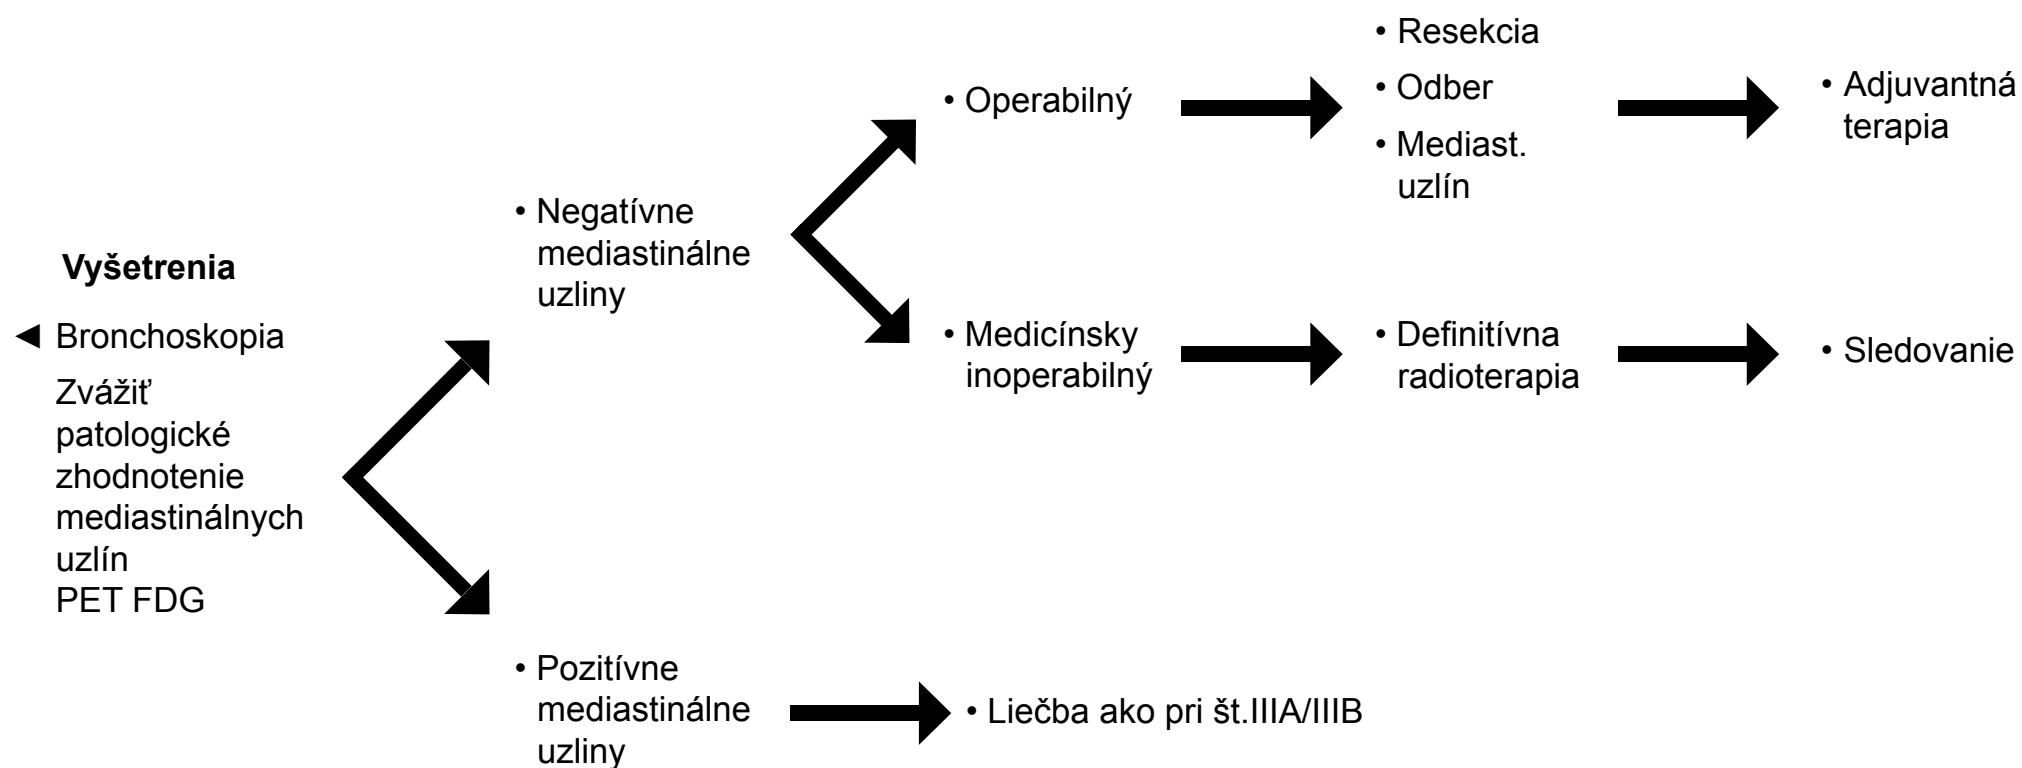 Vyšetrenia
Bronchoskopia
Zvážiť
patologické
zhodnotenie
mediastinálnych
uzlín
PET FDG
• Negatívne
mediastinálne
uzliny
• Pozitívne
mediastinálne
uzliny
• Operabilný
• Medicínsky
inoperabilný
• Liečba ako pri št.IIIA/IIIB
• Resekcia
• Odber
• Mediast.
uzlín
• Definitívna
radioterapia
• Adjuvantná
terapia
• Sledovanie